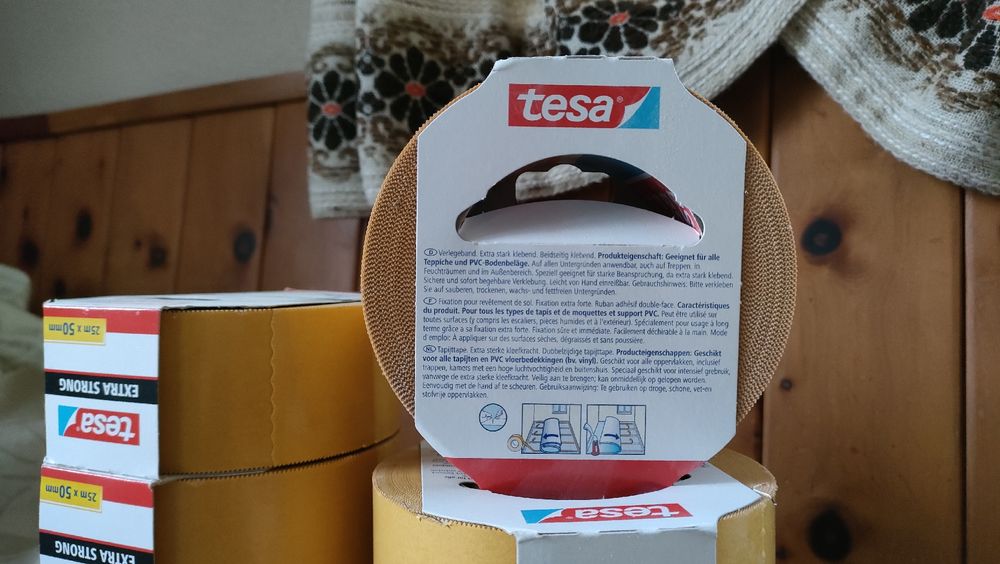 tesa®
D Verlegeband. Extra stark klebend. Beidseitig klebend. Produkteigenschaft: Geeignet für alle
Teppiche und PVC-Bodenbeläge. Auf allen Untergründen anwendbar, auch auf Treppen, in
Feuchträumen und im Außenbereich. Speziell geeignet für starke Beanspruchung, da extra stark klebend.
Sichere und sofort begehbare Verklebung. Leicht von Hand einreißbar. Gebrauchshinweis: Bitte verkleben
Sie auf sauberen, trockenen, wachs- und fettfreien Untergründen.
F Fixation pour revêtement de sol. Fixation extra forte. Ruban adhésif double-face. Caractéristiques
du produit. Pour tous les types de tapis et de moquettes et support PVC. Peut être utilisé sur
toutes surfaces (y compris les escaliers, pièces humides et à l'extérieur). Spécialement pour usage à long
terme grâce a sa fixation extra forte. Fixation sûre et immédiate. Facilement déchirable à la main. Mode
d'emploi: A appliquer sur des surfaces sèches, dégraissés et sans poussière.
NL Tapijttape. Extra sterke kleefkracht. Dubbelzijdige tapijttape. Producteigenschappen: Geschikt
voor alle tapijten en PVC vloerbedekkingen (bv. vinyl). Geschikt voor alle oppervlakken, inclusief
trappen, kamers met een hoge luchtvochtigheid en buitenshuis. Speciaal geschikt voor intensief gebruik,
vanwege de extra sterke kleefkracht. Veilig aan te brengen; kan onmiddellijk op gelopen worden.
Eenvoudig met de hand af te scheuren. Gebruiksaanwijzing: Te gebruiken op droge, schone, vet-en
stofvrije oppervlakken.
25m x 50mm
EXTRA STRONG
tesa
25m x 50mm
EXTRA STRONG
tesa